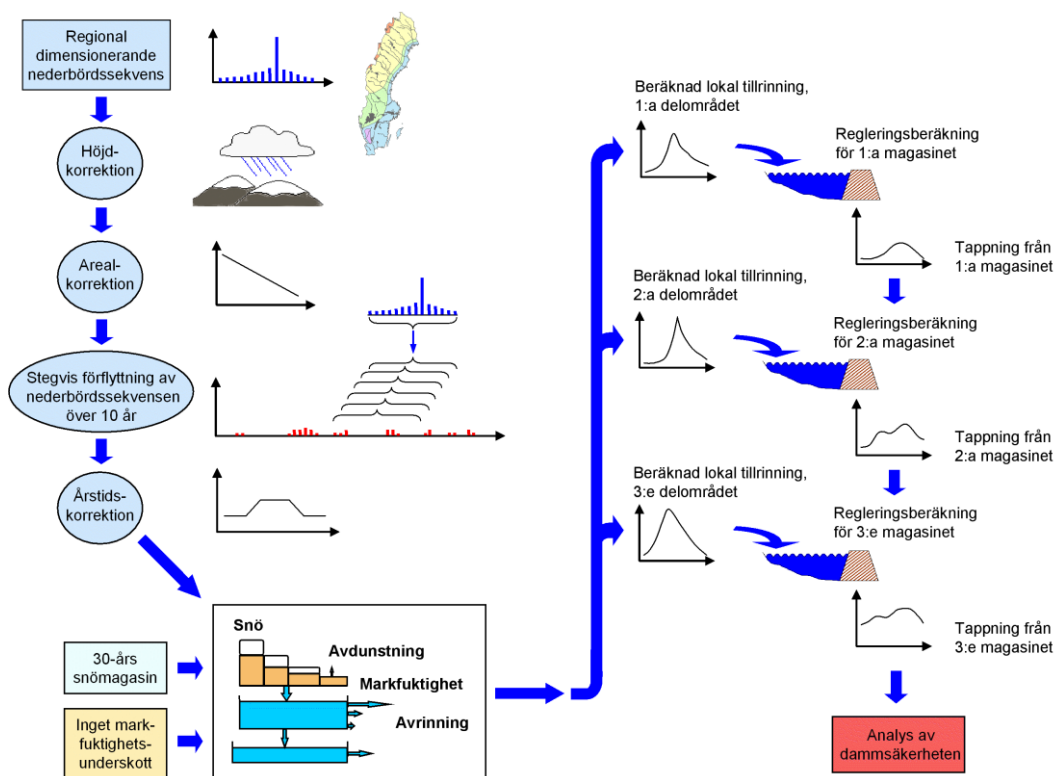 Regional
dimensionerande
nederbördssekvens
Höjd-
korrektion
Areal-
korrektion
Stegvis förflyttning av
nederbördssekvensen
över 10 år
Årstids-
korrektion
30-års
snömagasin
Inget mark-
fuktighets-
underskott
Snö
Avdunstning
Markfuktighet
Avrinning
Beräknad lokal tillrinning,
1:a delområdet
Regleringsberäkning
för 1:a magasinet
Tappning från
1:a magasinet
Beräknad lokal tillrinning,
2:a delområdet
Regleringsberäkning
för 2:a magasinet
Tappning från
2:a magasinet
Beräknad lokal tillrinning,
3:e delområdet
Regleringsberäkning
för 3:e magasinet
Tappning från
3:e magasinet
Analys av
dammsäkerheten